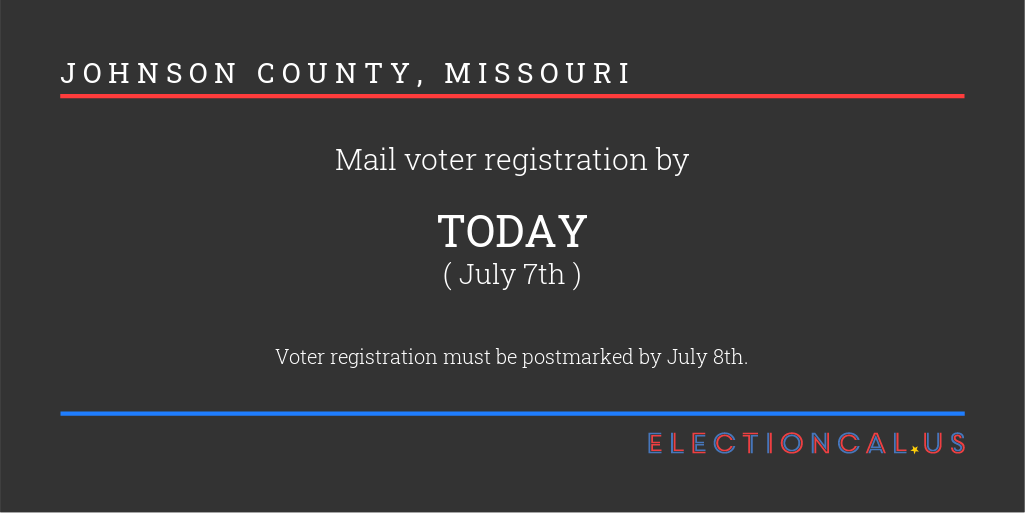 JOHNSON COUNTY, MISSOURI
Mail voter registration by
TODAY
( July 7th )
Voter registration must be postmarked by July 8th.
ELECTIONCAL.US